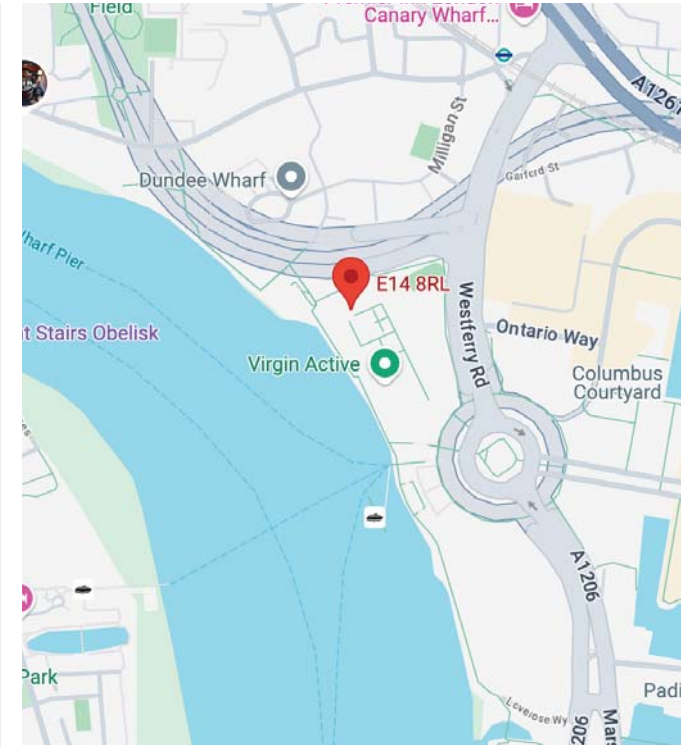 Field
Canary Wharf...
A1261
Milligan St
Garford St
Dundee Wharf
Wharf Pier
E14 8RL
t Stairs Obelisk
Westferry Rd
Ontario Way
Virgin Active
Columbus
Courtyard
A1206
Park
Padi
Loverose Wy
206
Mars